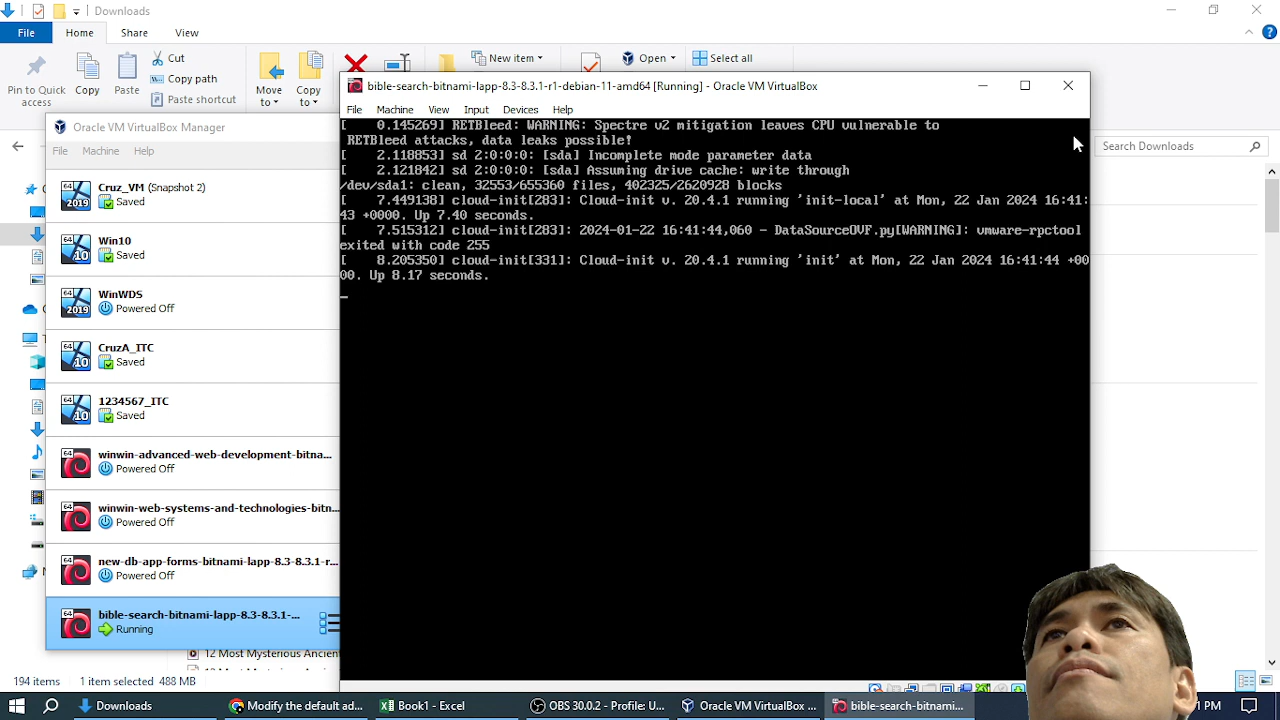 Downloads
File
Home
Share
View
Pin to Quick access
Copy
Paste
Cut
Copy path
Paste shortcut
Move to
Copy to
New item
Open
Select all
Search Downloads
Oracle VM VirtualBox Manager
File Machine Help
Cruz_VM (Snapshot 2)
Saved
Win10
Saved
WinWDS
Powered Off
CruzA_ITC
Saved
1234567_ITC
Saved
winwin-advanced-web-development-bitna...
Powered Off
winwin-web-systems-and-technologies-bitn...
Powered Off
new-db-app-forms-bitnami-lapp-8.3-8.3.1-r...
Powered Off
bible-search-bitnami-lapp-8.3-8.3.1-...
Running
bible-search-bitnami-lapp-8.3-8.3.1-r1-debian-11-amd64 [Running] - Oracle VM VirtualBox
File Machine View Input Devices Help
[    0.145269] RETBleed: WARNING: Spectre v2 mitigation leaves CPU vulnerable to
 RETBleed attacks, data leaks possible!
[    2.118853] sd 2:0:0:0: [sda] Incomplete mode parameter data
[    2.121842] sd 2:0:0:0: [sda] Assuming drive cache: write through
/dev/sda1: clean, 32553/655360 files, 402325/2620928 blocks
[    7.449138] cloud-init[283]: Cloud-init v. 20.4.1 running 'init-local' at Mon, 22 Jan 2024 16:41:
43 +0000. Up 7.40 seconds.
[    7.515312] cloud-init[283]: 2024-01-22 16:41:44,060 - DataSourceOVF.py[WARNING]: vmware-rpctool
exited with code 255
[    8.205350] cloud-init[331]: Cloud-init v. 20.4.1 running 'init' at Mon, 22 Jan 2024 16:41:44 +00
00. Up 8.17 seconds.
12 Most Mysterious Ancien
194 items
1 item selected 488 MB
Downloads
Modify the default ad...
Book1 - Excel
OBS 30.0.2 - Profile: U...
Oracle VM VirtualBox ...
bible-search-bitnami...
1 PM